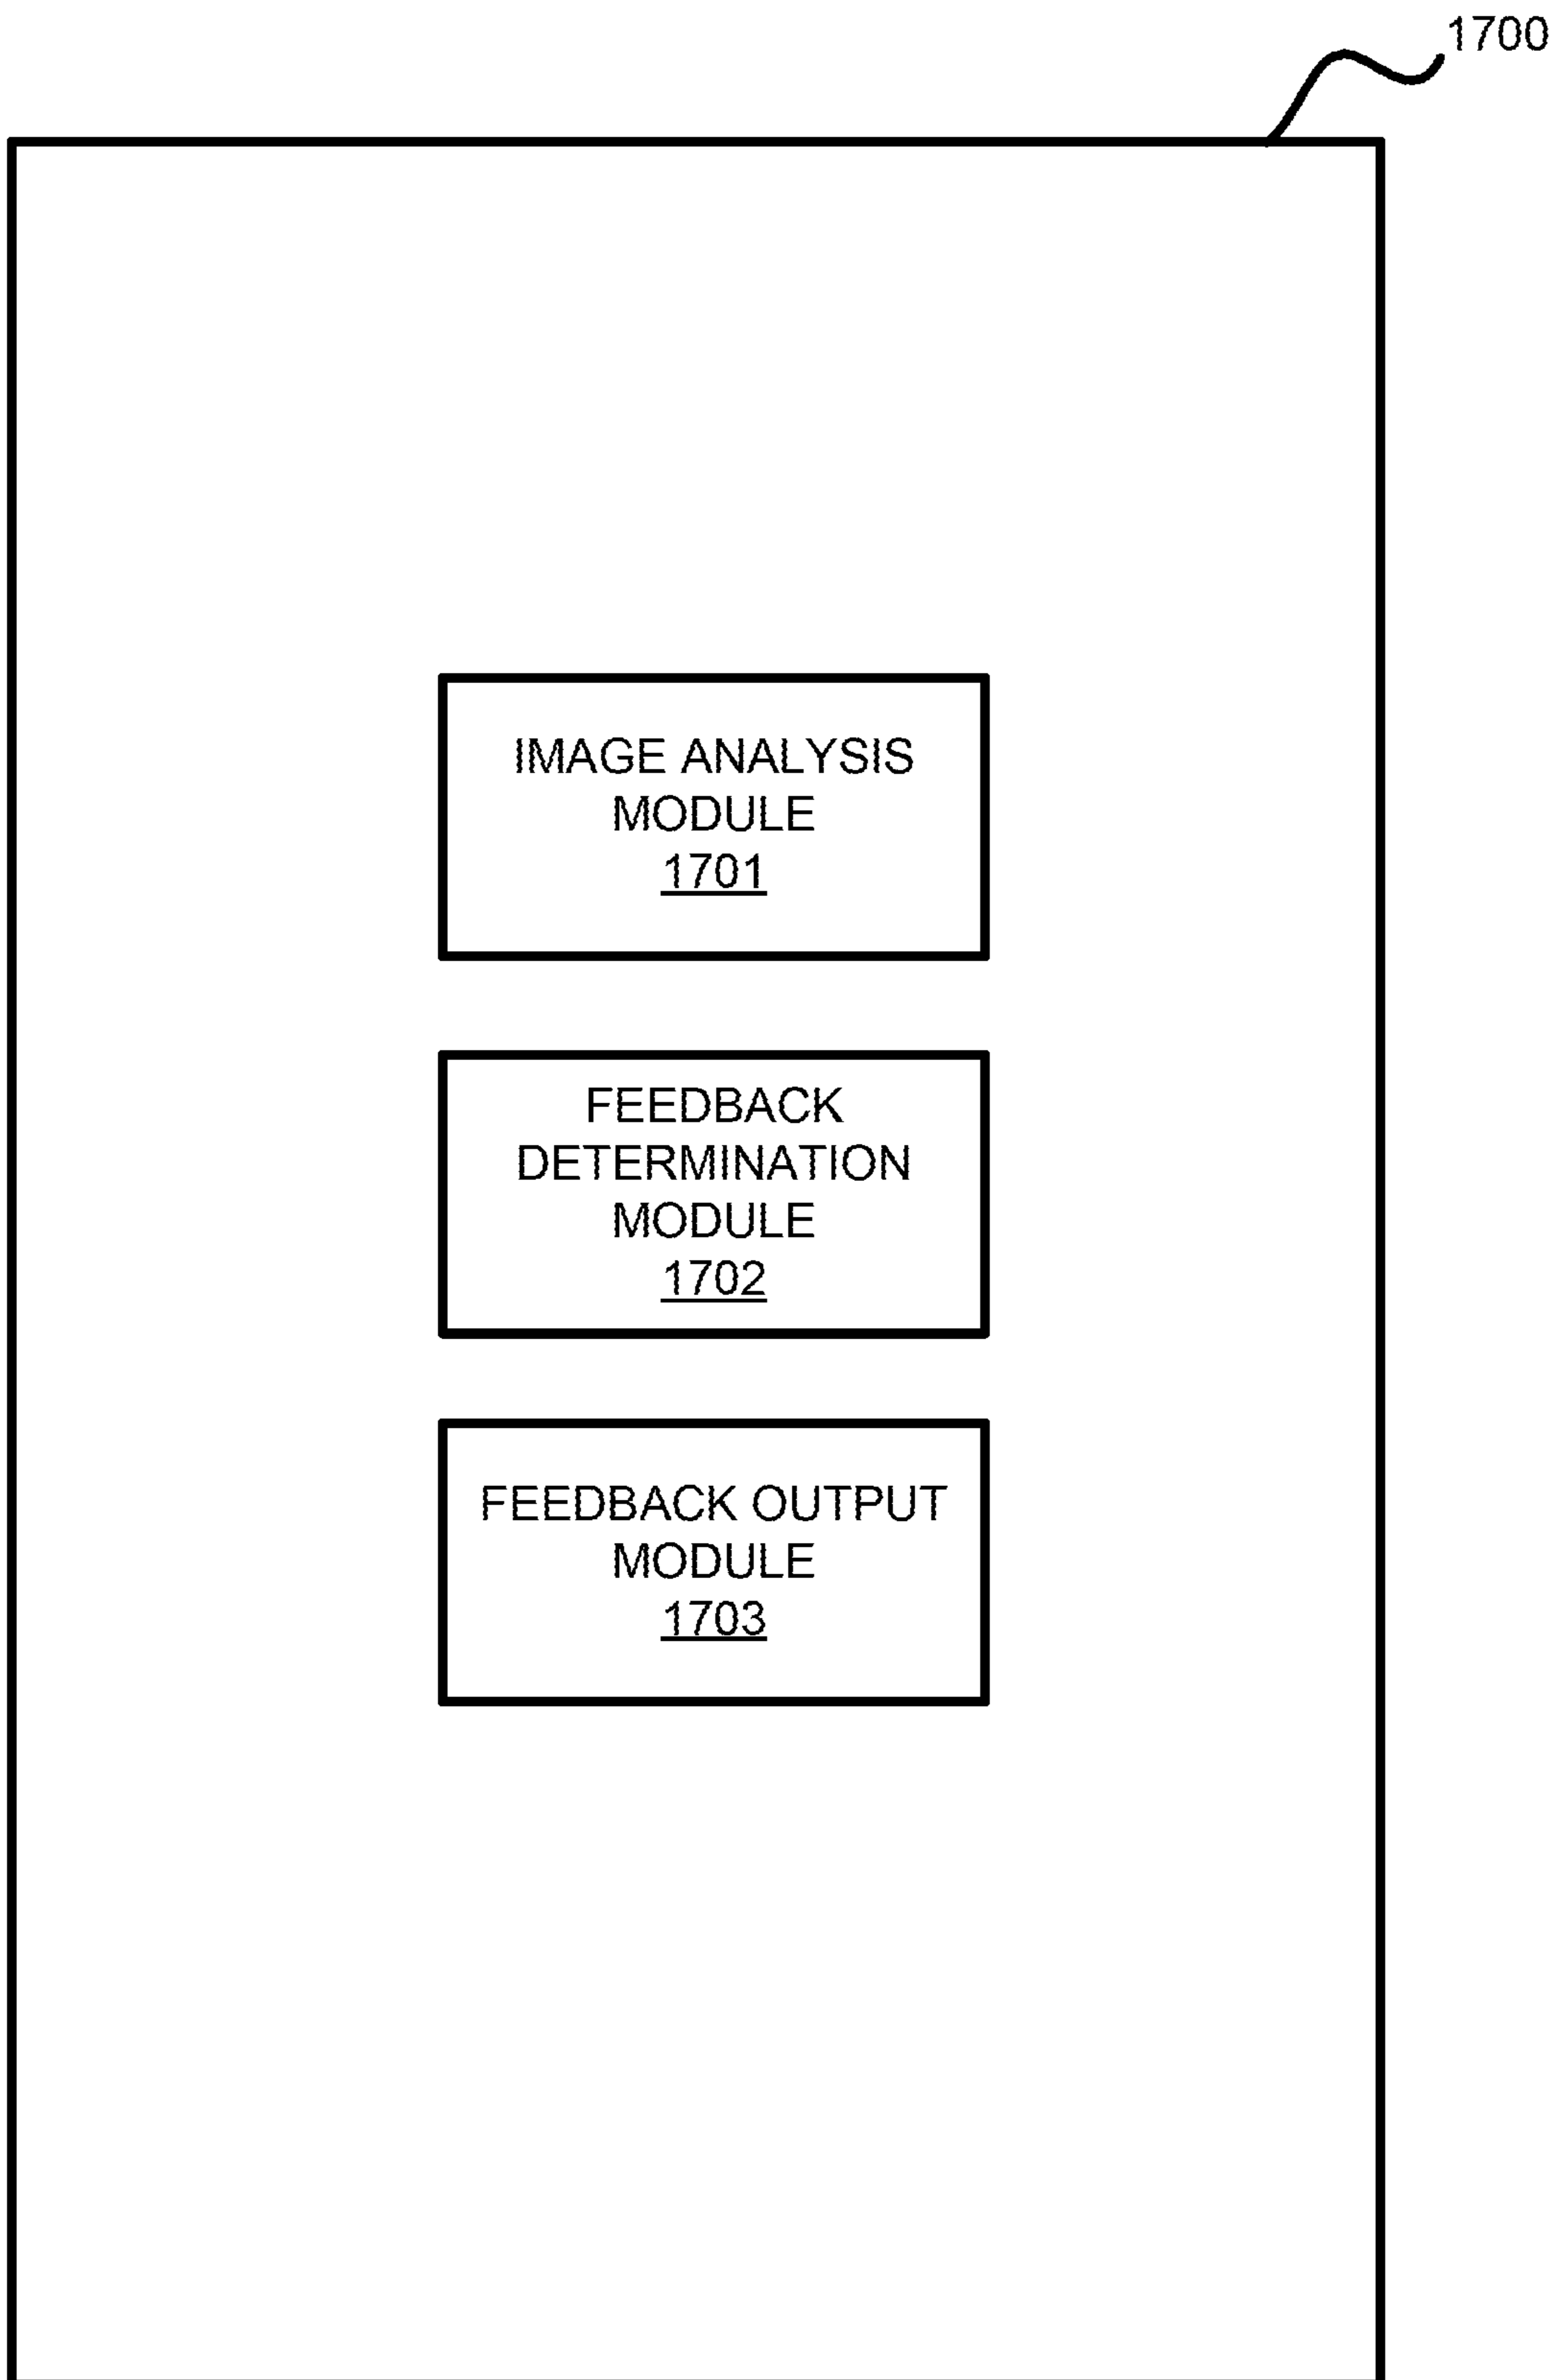 1700
IMAGE ANALYSIS
MODULE
1701
FEEDBACK
DETERMINATION
MODULE
1702
FEEDBACK OUTPUT
MODULE
1703